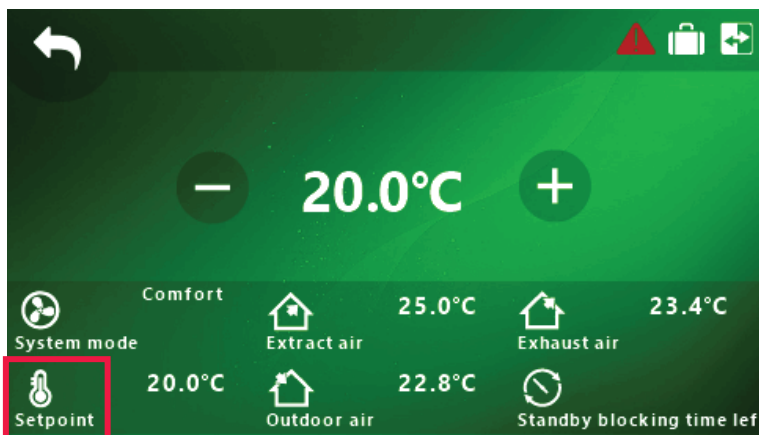 20.0°C
Comfort
25.0°C
23.4°C
System mode
Extract air
Exhaust air
20.0°C
22.8°C
Setpoint
Outdoor air
Standby blocking time lef